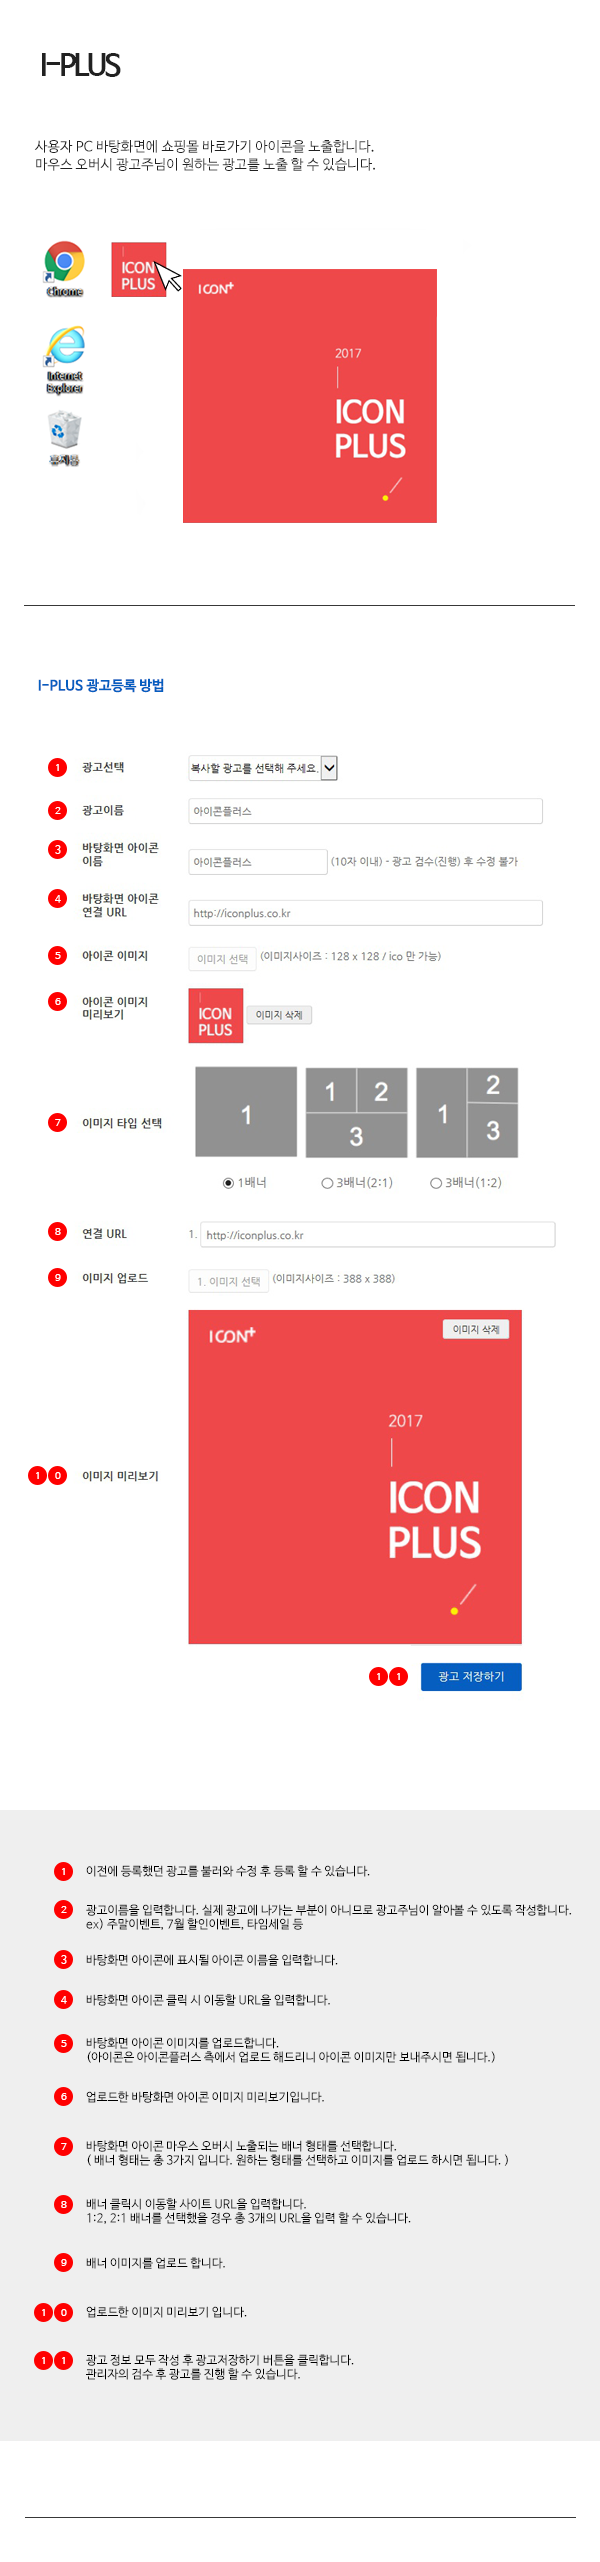 I-PLUS
사용자 PC 바탕화면에 쇼핑몰 바로가기 아이콘을 노출합니다.
마우스 오버시 광고주님이 원하는 광고를 노출 할 수 있습니다.
Chrome
ICON
PLUS
ICON+
2017
ICON
PLUS
Internet
Explorer
휴지통
I-PLUS 광고등록 방법
1 광고선택 복사할 광고를 선택해 주세요.
2 광고이름 아이콘플러스
3 바탕화면 아이콘
이름 아이콘플러스 (10자 이내) - 광고 검수(진행) 후 수정 불가
4 바탕화면 아이콘
연결 URL http://iconplus.co.kr
5 아이콘 이미지 이미지 선택 (이미지사이즈 : 128 x 128 / ico 만 가능)
6 아이콘 이미지
미리보기 ICON
PLUS 이미지 삭제
7 이미지 타입 선택
1 1 2 3 1 2 3
1배너 3배너(2:1) 3배너(1:2)
8 연결 URL 1. http://iconplus.co.kr
9 이미지 업로드 1. 이미지 선택 (이미지사이즈 : 388 x 388)
ICON+ 이미지 삭제
2017
10 이미지 미리보기
ICON
PLUS
11 광고 저장하기
1 이전에 등록했던 광고를 불러와 수정 후 등록 할 수 있습니다.
2 광고이름을 입력합니다. 실제 광고에 나가는 부분이 아니므로 광고주님이 알아볼 수 있도록 작성합니다.
ex) 주말이벤트, 7월 할인이벤트, 타임세일 등
3 바탕화면 아이콘에 표시될 아이콘 이름을 입력합니다.
4 바탕화면 아이콘 클릭 시 이동할 URL을 입력합니다.
5 바탕화면 아이콘 이미지를 업로드합니다.
(아이콘은 아이콘플러스 측에서 업로드 해드리니 아이콘 이미지만 보내주시면 됩니다.)
6 업로드한 바탕화면 아이콘 이미지 미리보기입니다.
7 바탕화면 아이콘 마우스 오버시 노출되는 배너 형태를 선택합니다.
( 배너 형태는 총 3가지 입니다. 원하는 형태를 선택하고 이미지를 업로드 하시면 됩니다. )
8 배너 클릭시 이동할 사이트 URL을 입력합니다.
1:2, 2:1 배너를 선택했을 경우 총 3개의 URL을 입력 할 수 있습니다.
9 배너 이미지를 업로드 합니다.
10 업로드한 이미지 미리보기 입니다.
11 광고 정보 모두 작성 후 광고저장하기 버튼을 클릭합니다.
관리자의 검수 후 광고를 진행 할 수 있습니다.